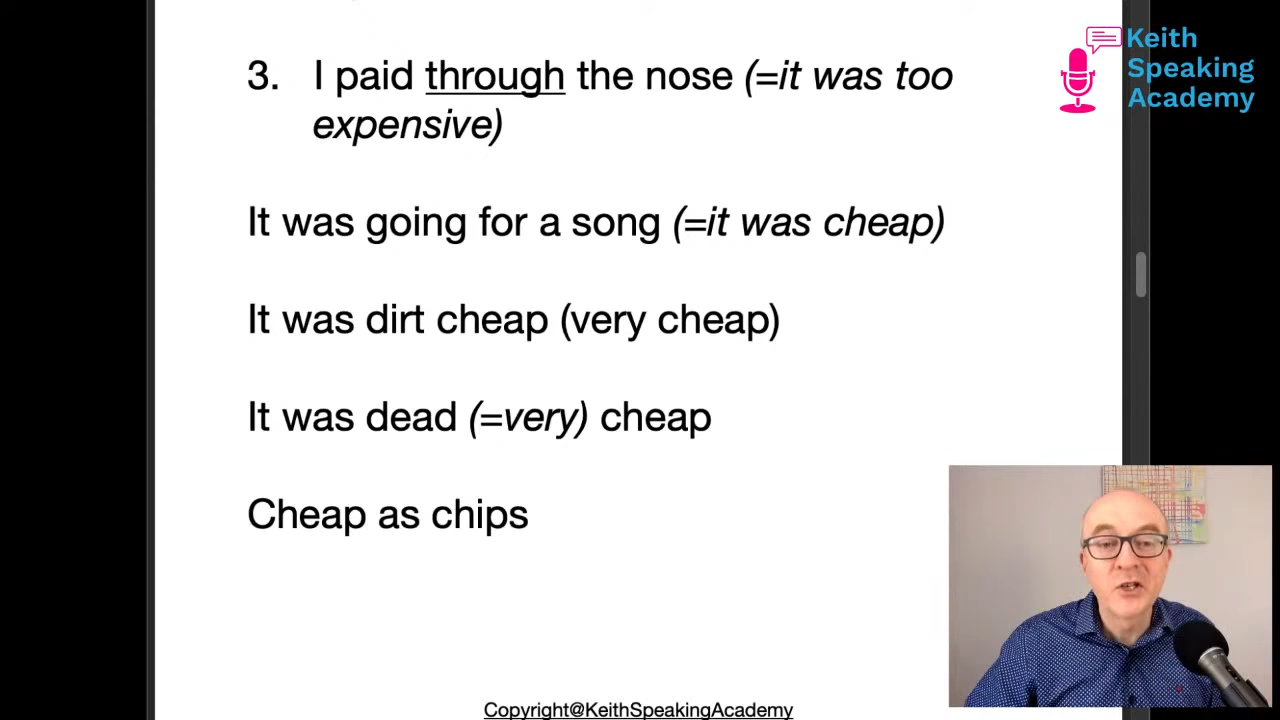 Keith
Speaking
Academy
3. I paid through the nose (=it was too
expensive)
It was going for a song (=it was cheap)
It was dirt cheap (very cheap)
It was dead (=very) cheap
Cheap as chips
Copyright@KeithSpeakingAcademy